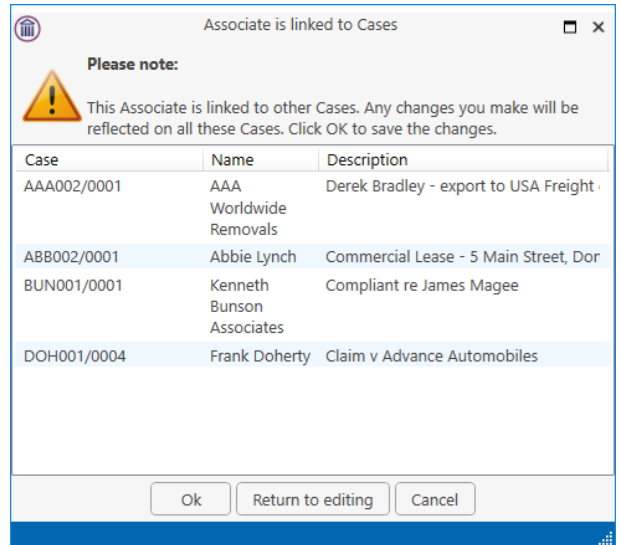 Associate is linked to Cases
Please note:
This Associate is linked to other Cases. Any changes you make will be
reflected on all these Cases. Click OK to save the changes.
Case Name Description
AAA002/0001 AAA Derek Bradley - export to USA Freight
Worldwide
Removals
ABB002/0001 Abbie Lynch Commercial Lease - 5 Main Street, Don
BUN001/0001 Kenneth Compliant re James Magee
Bunson
Associates
DOH001/0004 Frank Doherty Claim v Advance Automobiles
Ok Return to editing Cancel